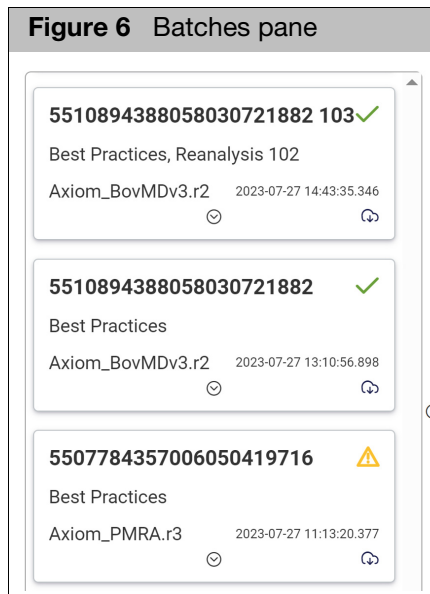 Figure 6 Batches pane
5510894388058030721882 103
Best Practices, Reanalysis 102
Axiom_BovMDv3.r2 2023-07-27 14:43:35.346
5510894388058030721882
Best Practices
Axiom_BovMDv3.r2 2023-07-27 13:10:56.898
5507784357006050419716
Best Practices
Axiom_PMRA.r3 2023-07-27 11:13:20.377